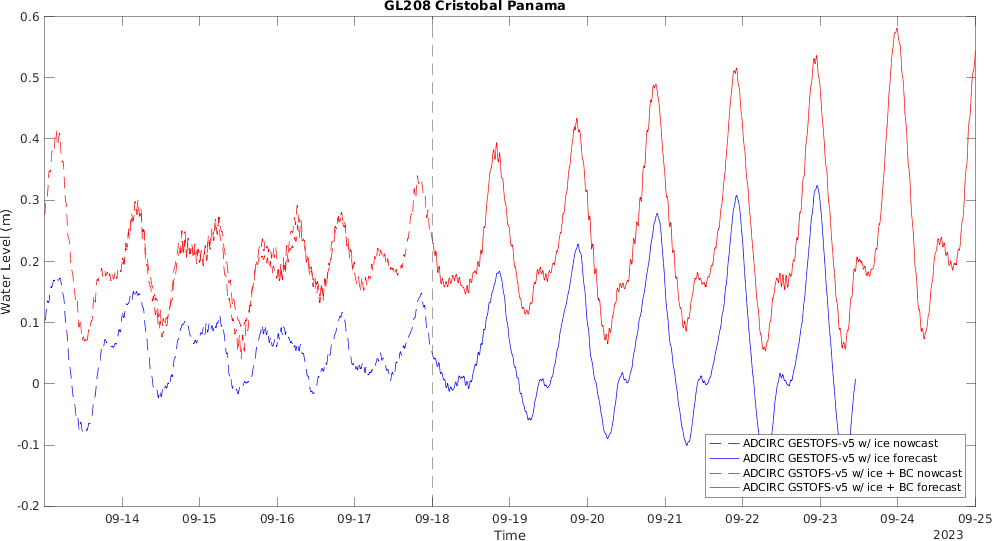 GL208 Cristobal Panama
0.6
0.5
0.4
0.3
0.2
0.1
0
-0.1
-0.2
Water Level (m)
ADCIRC GESTOFS-v5 w/ ice nowcast
ADCIRC GESTOFS-v5 w/ ice forecast
ADCIRC GSTOFS-v5 w/ ice + BC nowcast
ADCIRC GSTOFS-v5 w/ ice + BC forecast
09-14 09-15 09-16 09-17 09-18 09-19 09-20 09-21 09-22 09-23 09-24 09-25
Time
2023